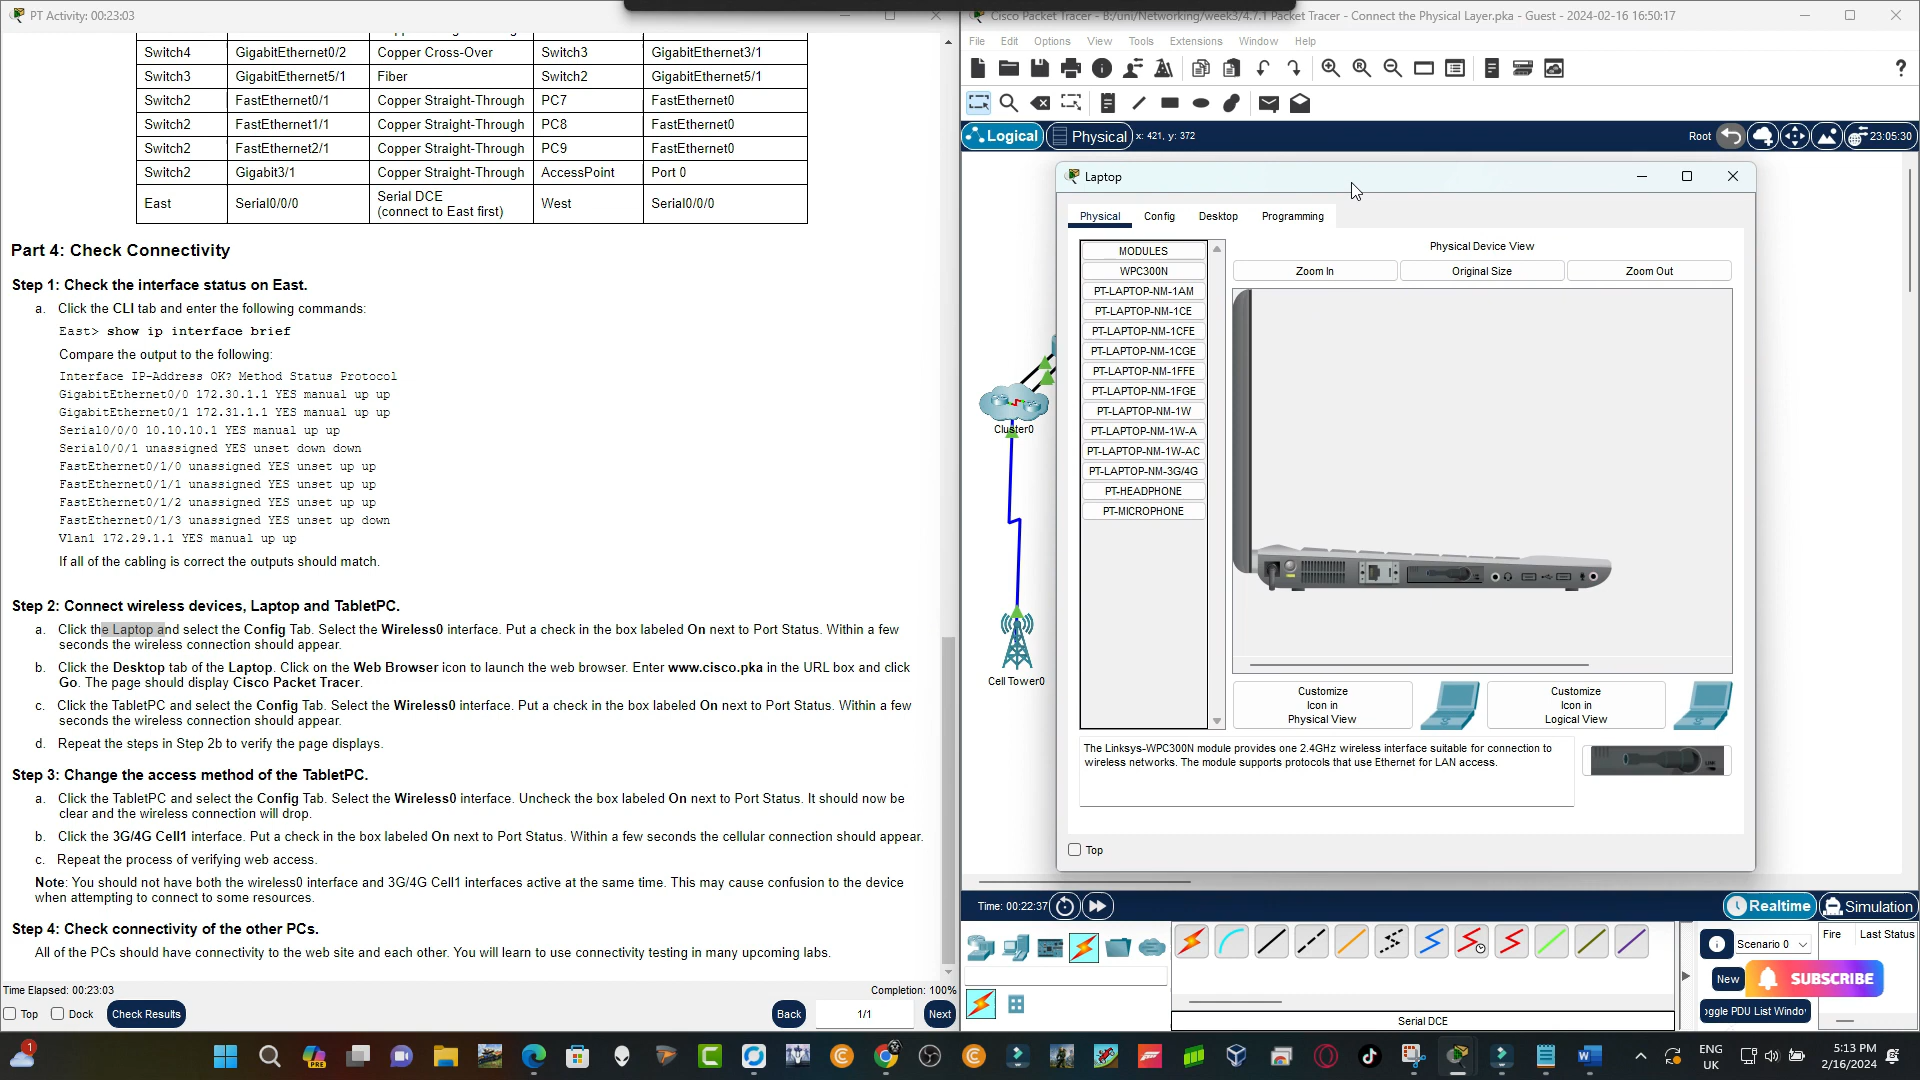 PT Activity: 00:23:03
Switch4 GigabitEthernet0/2 Copper Cross-Over Switch3 GigabitEthernet3/1
Switch3 GigabitEthernet5/1 Fiber Switch2 GigabitEthernet5/1
Switch2 FastEthernet0/1 Copper Straight-Through PC7 FastEthernet0
Switch2 FastEthernet1/1 Copper Straight-Through PC8 FastEthernet0
Switch2 FastEthernet2/1 Copper Straight-Through PC9 FastEthernet0
Switch2 Gigabit3/1 Copper Straight-Through AccessPoint Port 0
East Serial0/0/0 Serial DCE (connect to East first) West Serial0/0/0
Part 4: Check Connectivity
Step 1: Check the interface status on East.
a. Click the CLI tab and enter the following commands:
East> show ip interface brief
Compare the output to the following:
Interface IP-Address OK? Method Status Protocol
GigabitEthernet0/0 172.30.1.1 YES manual up up
GigabitEthernet0/1 172.31.1.1 YES manual up up
Serial0/0/0 10.10.10.1 YES manual up up
Serial0/0/1 unassigned YES unset down down
FastEthernet0/1/0 unassigned YES unset up up
FastEthernet0/1/1 unassigned YES unset up up
FastEthernet0/1/2 unassigned YES unset up up
FastEthernet0/1/3 unassigned YES unset up down
Vlan1 172.29.1.1 YES manual up up
If all of the cabling is correct the outputs should match.
Step 2: Connect wireless devices, Laptop and TabletPC.
a. Click the Laptop and select the Config Tab. Select the Wireless0 interface. Put a check in the box labeled On next to Port Status. Within a few
seconds the wireless connection should appear.
b. Click the Desktop tab of the Laptop. Click on the Web Browser icon to launch the web browser. Enter www.cisco.pka in the URL box and click
Go. The page should display Cisco Packet Tracer.
c. Click the TabletPC and select the Config Tab. Select the Wireless0 interface. Put a check in the box labeled On next to Port Status. Within a few
seconds the wireless connection should appear.
d. Repeat the steps in Step 2b to verify the page displays.
Step 3: Change the access method of the TabletPC.
a. Click the TabletPC and select the Config Tab. Select the Wireless0 interface. Uncheck the box labeled On next to Port Status. It should now be
clear and the wireless connection will drop.
b. Click the 3G/4G Cell1 interface. Put a check in the box labeled On next to Port Status. Within a few seconds the cellular connection should appear.
c. Repeat the process of verifying web access.
Note: You should not have both the wireless0 interface and 3G/4G Cell1 interfaces active at the same time. This may cause confusion to the device
when attempting to connect to some resources.
Step 4: Check connectivity of the other PCs.
All of the PCs should have connectivity to the web site and each other. You will learn to use connectivity testing in many upcoming labs.
Time Elapsed: 00:23:03 Completion: 100%
Top Dock Check Results Back 1/1 Next
Cisco Packet Tracer - B:/uni/Networking/week3/4.7.1 Packet Tracer - Connect the Physical Layer.pka - Guest - 2024-02-16 16:50:17
File Edit Options View Tools Extensions Window Help
Logical Physical x: 421, y: 372 Root 23:05:30
Laptop
Physical Config Desktop Programming
MODULES
WPC300N
PT-LAPTOP-NM-1AM
PT-LAPTOP-NM-1CE
PT-LAPTOP-NM-1CFE
PT-LAPTOP-NM-1CGE
PT-LAPTOP-NM-1FFE
PT-LAPTOP-NM-1FGE
PT-LAPTOP-NM-1W
PT-LAPTOP-NM-1W-A
PT-LAPTOP-NM-1W-AC
PT-LAPTOP-NM-3G/4G
PT-HEADPHONE
PT-MICROPHONE
Physical Device View
Zoom In Original Size Zoom Out
Customize
Icon in
Physical View
Customize
Icon in
Logical View
The Linksys-WPC300N module provides one 2.4GHz wireless interface suitable for connection to
wireless networks. The module supports protocols that use Ethernet for LAN access.
Top
Cluster0
Cell Tower0
Time: 00:22:37 Realtime Simulation
Scenario 0 Fire Last Status
New SUBSCRIBE
oggle PDU List Windo
Serial DCE
1 PRE
ENG
UK
5:13 PM
2/16/2024